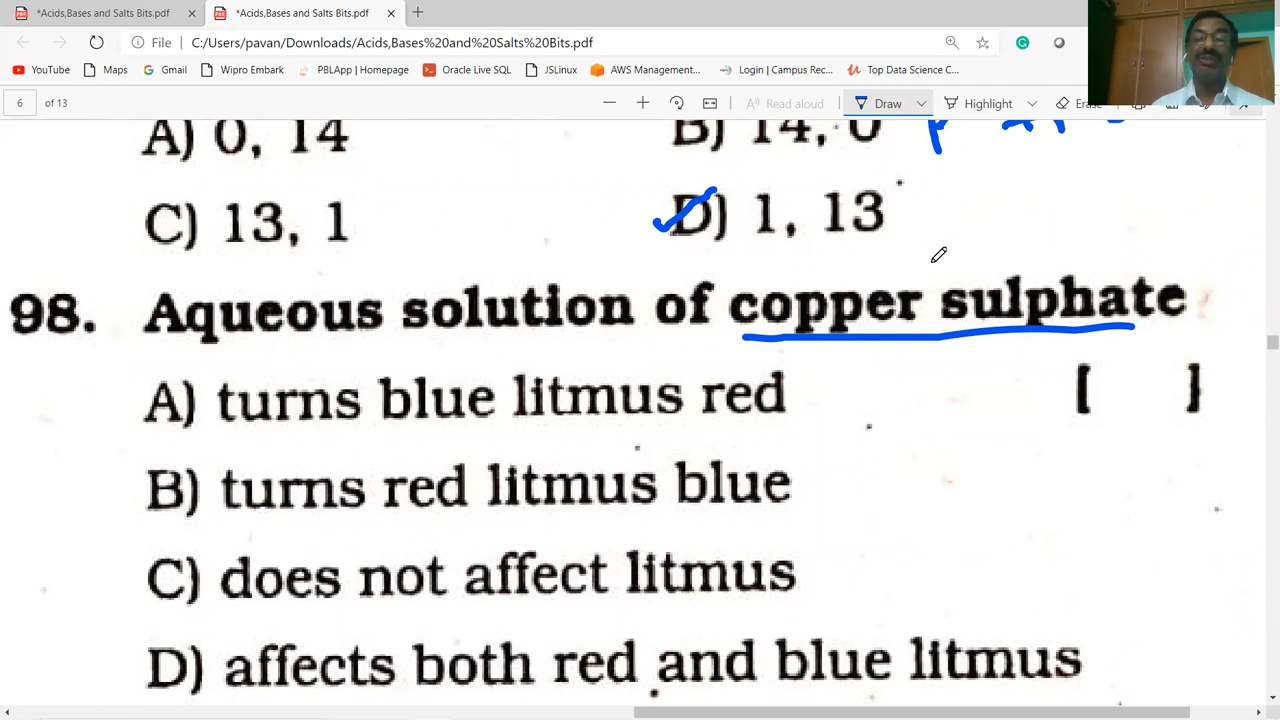 *Acids,Bases and Salts Bits.pdf
*Acids,Bases and Salts Bits.pdf
File C:/Users/pavan/Downloads/Acids,Bases%20and%20Salts%20Bits.pdf
YouTube Maps Gmail Wipro Embark PBLApp | Homepage Oracle Live SQL JSLinux AWS Management... Login | Campus Rec... Top Data Science C...
6 of 13 Read aloud Draw Highlight Erase
A) 0, 14 B) 14, 0
C) 13, 1 D) 1, 13
98. Aqueous solution of copper sulphate
A) turns blue litmus red [ }
B) turns red litmus blue
C) does not affect litmus
D) affects both red and blue litmus